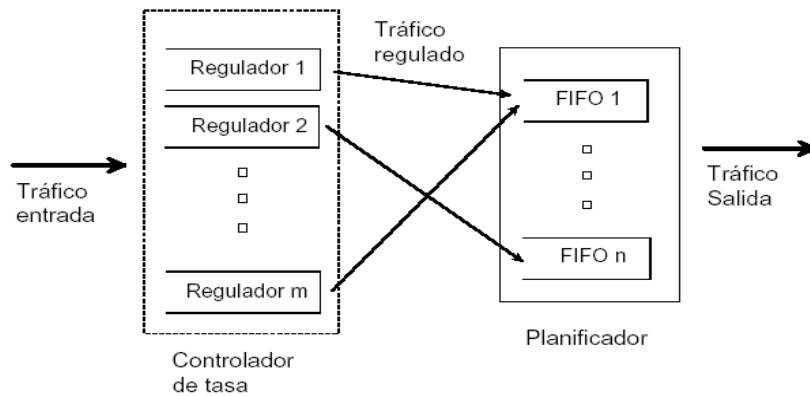 Tráfico
regulado
Regulador 1
FIFO 1
Regulador 2
Tráfico
entrada
Tráfico
Salida
FIFO n
Regulador m
Planificador
Controlador
de tasa